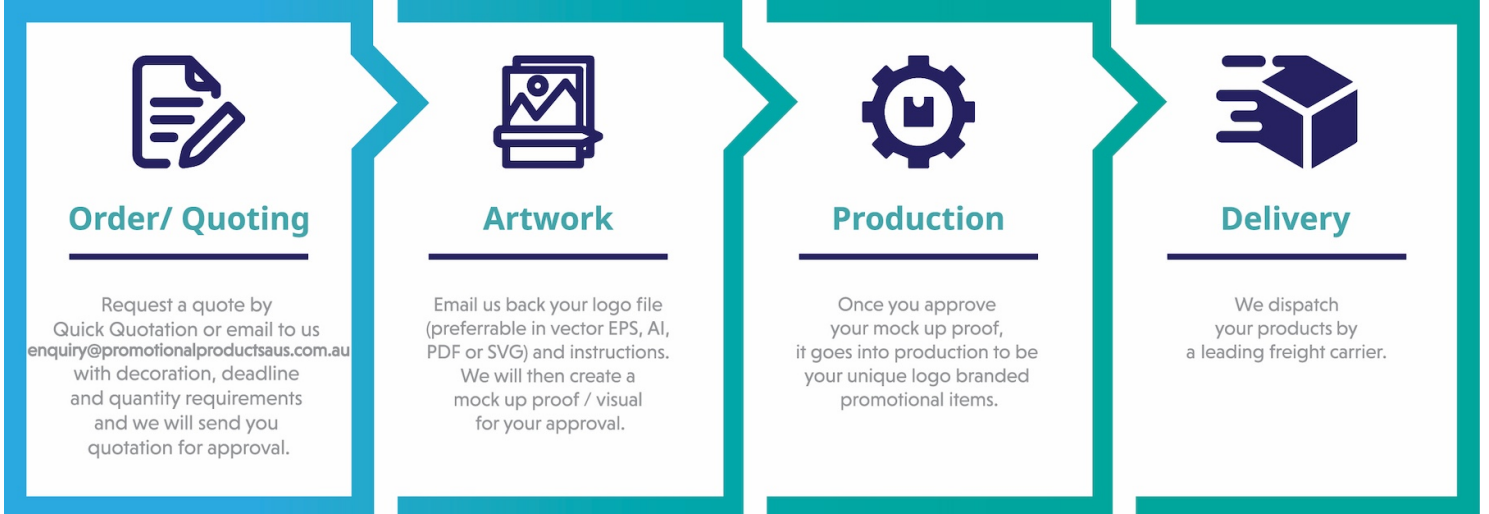 Order/ Quoting
Request a quote by
Quick Quotation or email to us
enquiry@promotionalproductsaus.com.au
with decoration, deadline
and quantity requirements
and we will send you
quotation for approval.
Artwork
Email us back your logo file
(preferrable in vector EPS, AI,
PDF or SVG) and instructions.
We will then create a
mock up proof / visual
for your approval.
Production
Once you approve
your mock up proof,
it goes into production to be
your unique logo branded
promotional items.
Delivery
We dispatch
your products by
a leading freight carrier.